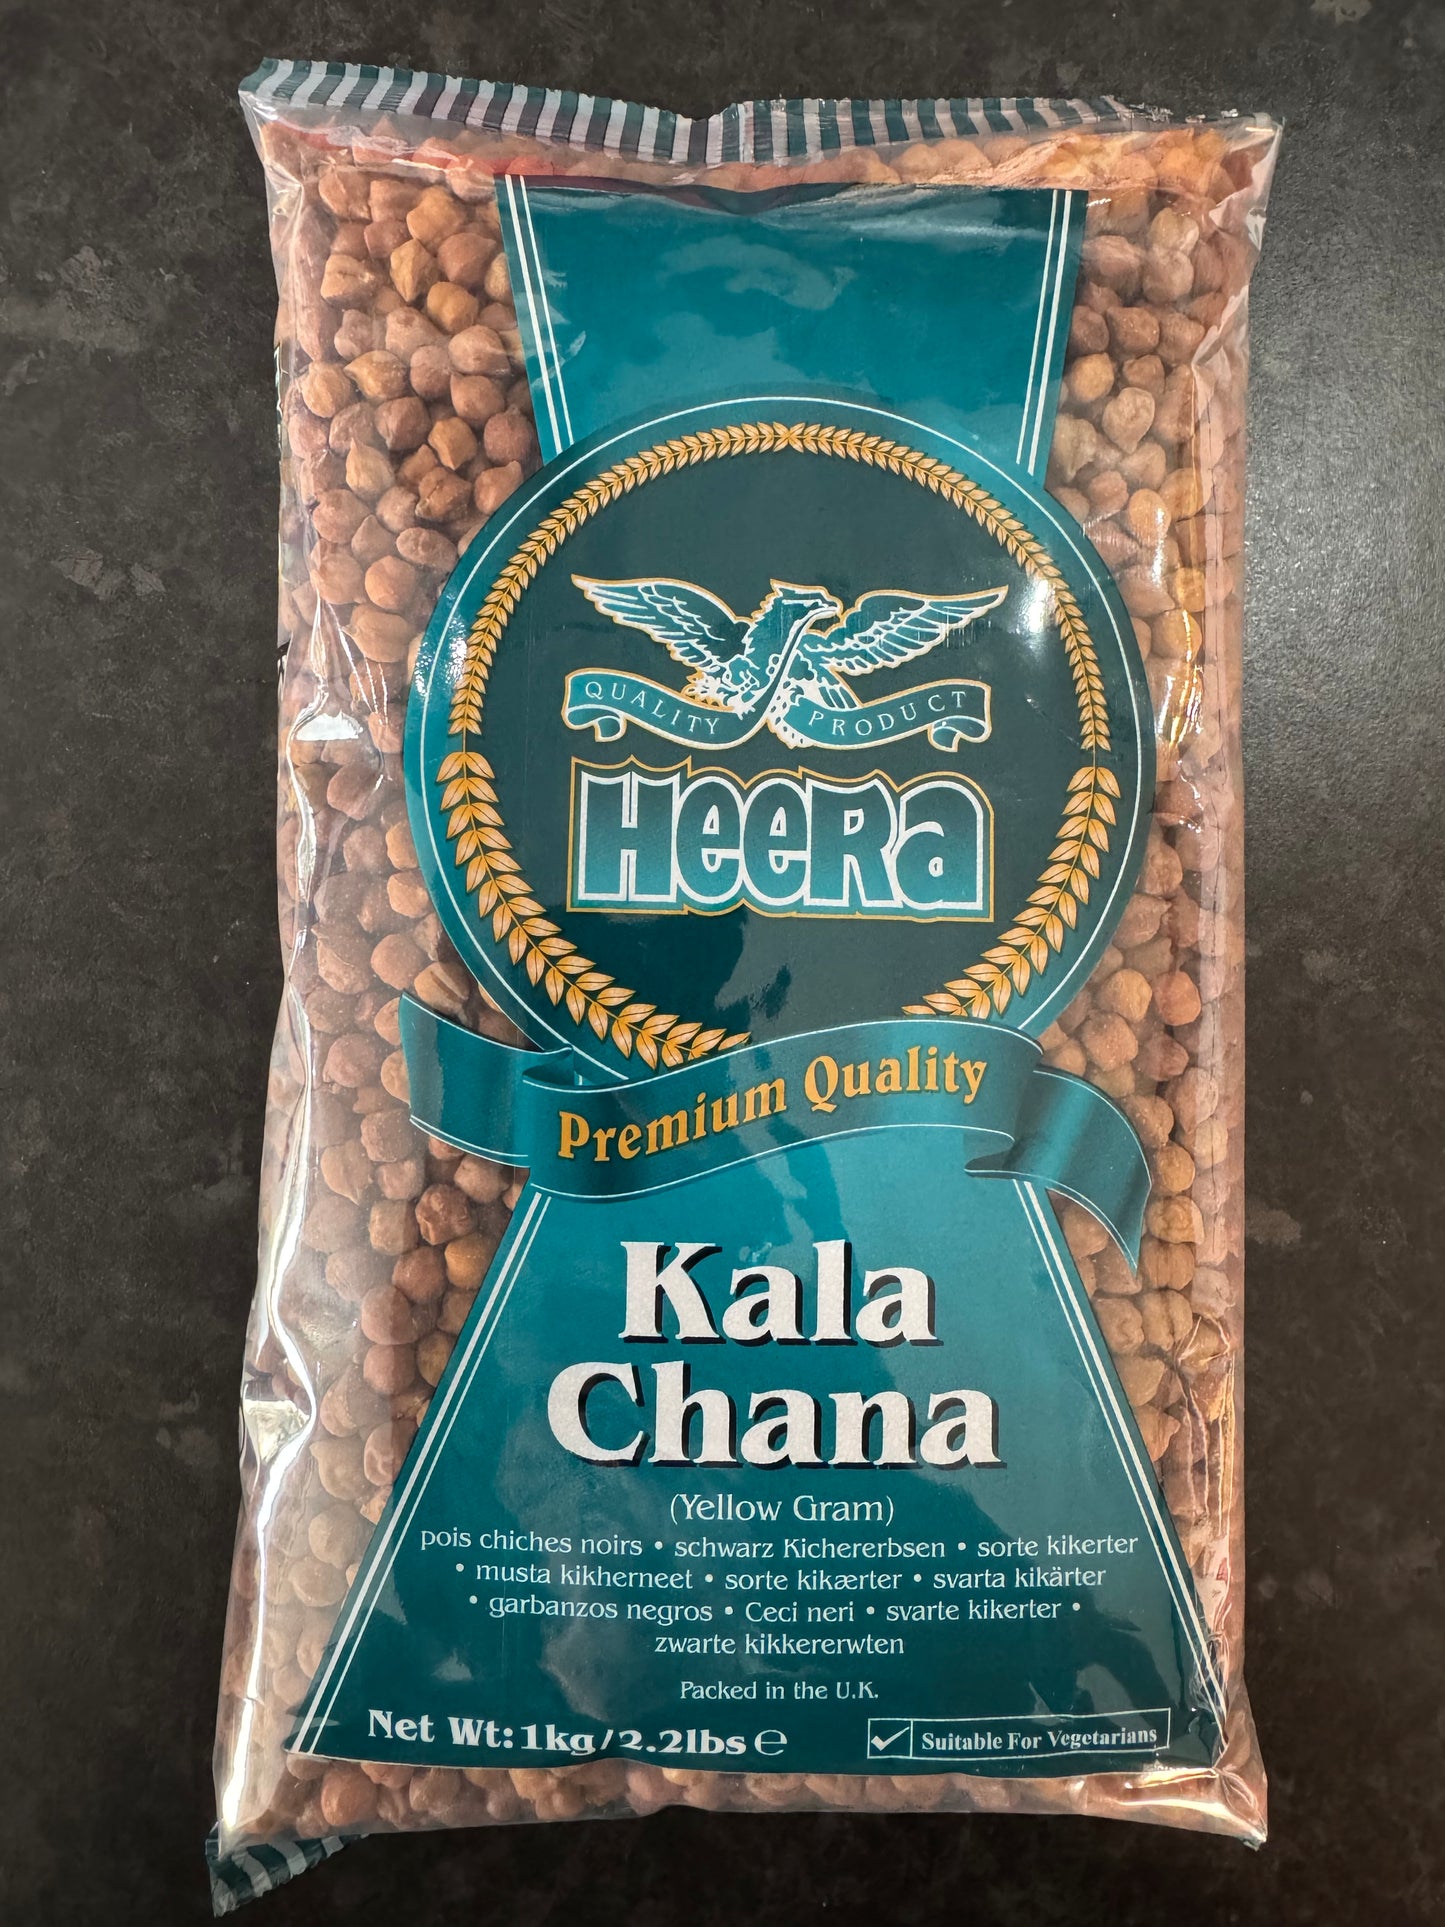 QUALITY PRODUCT
HeeRa
Premium Quality
Kala
Chana
(Yellow Gram)
pois chiches noirs • schwarz Kichererbsen • sorte kikerter
• musta kikherneet • sorte kikærter • svarta kikärter
• garbanzos negros • Ceci neri • svarte kikerter •
zwarte kikkererwten
Packed in the U.K.
Net Wt: 1kg/2.2lbs ℮
Suitable For Vegetarians